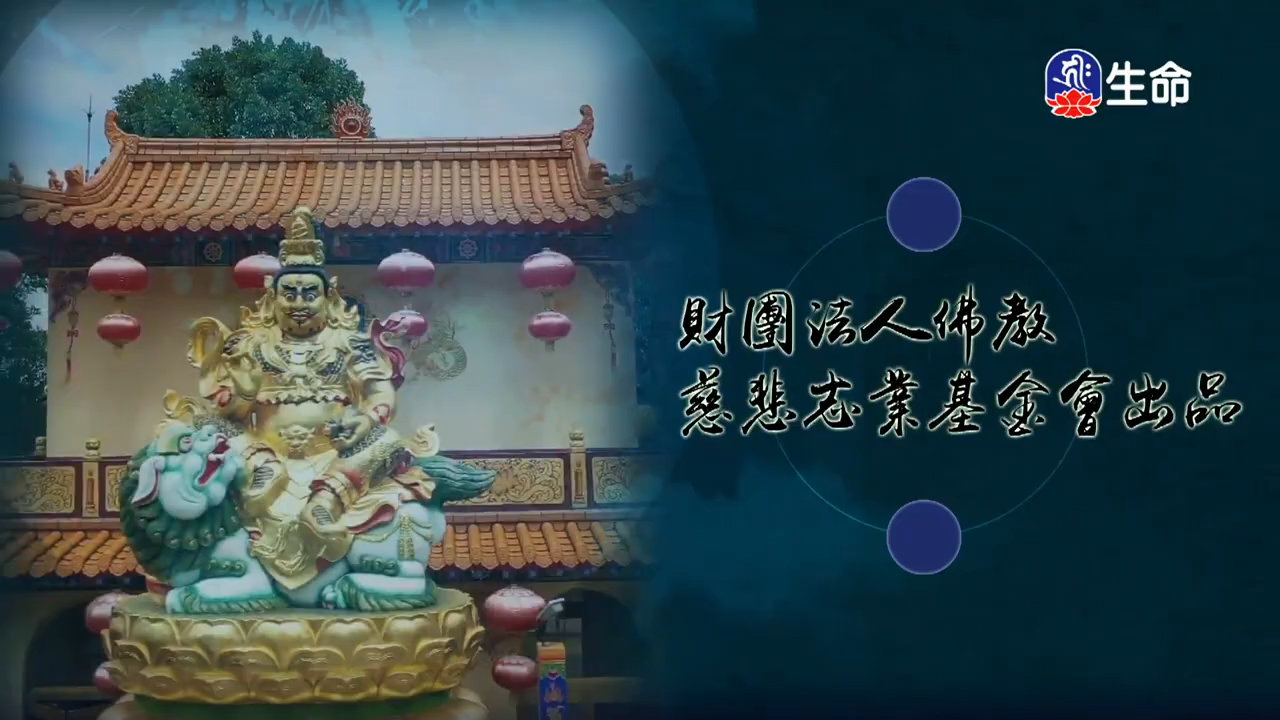 生命
財團法人佛教
慈悲志業基金會出品